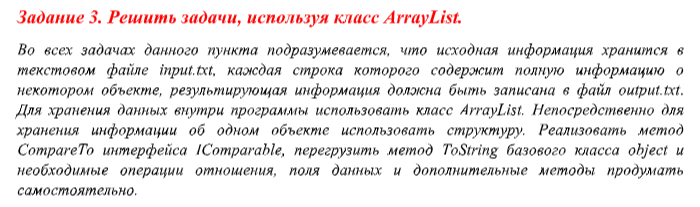 Задание 3. Решить задачи, используя класс ArrayList.
Во всех задачах данного пункта подразумевается, что исходная информация хранится в
текстовом файле input.txt, каждая строка которого содержит полную информацию о
некотором объекте, результирующая информация должна быть записана в файл output.txt.
Для хранения данных внутри программы использовать класс ArrayList. Непосредственно для
хранения информации об одном объекте использовать структуру. Реализовать метод
CompareTo интерфейса IComparable, перегрузить метод ToString базового класса object и
необходимые операции отношения, поля данных и дополнительные методы продумать
самостоятельно.